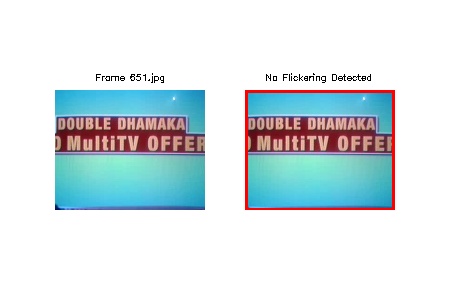 Frame 651.jpg
No Flickering Detected
DOUBLE DHAMAKA
MultiTV OFFER
DOUBLE DHAMAKA
MultiTV OFFER